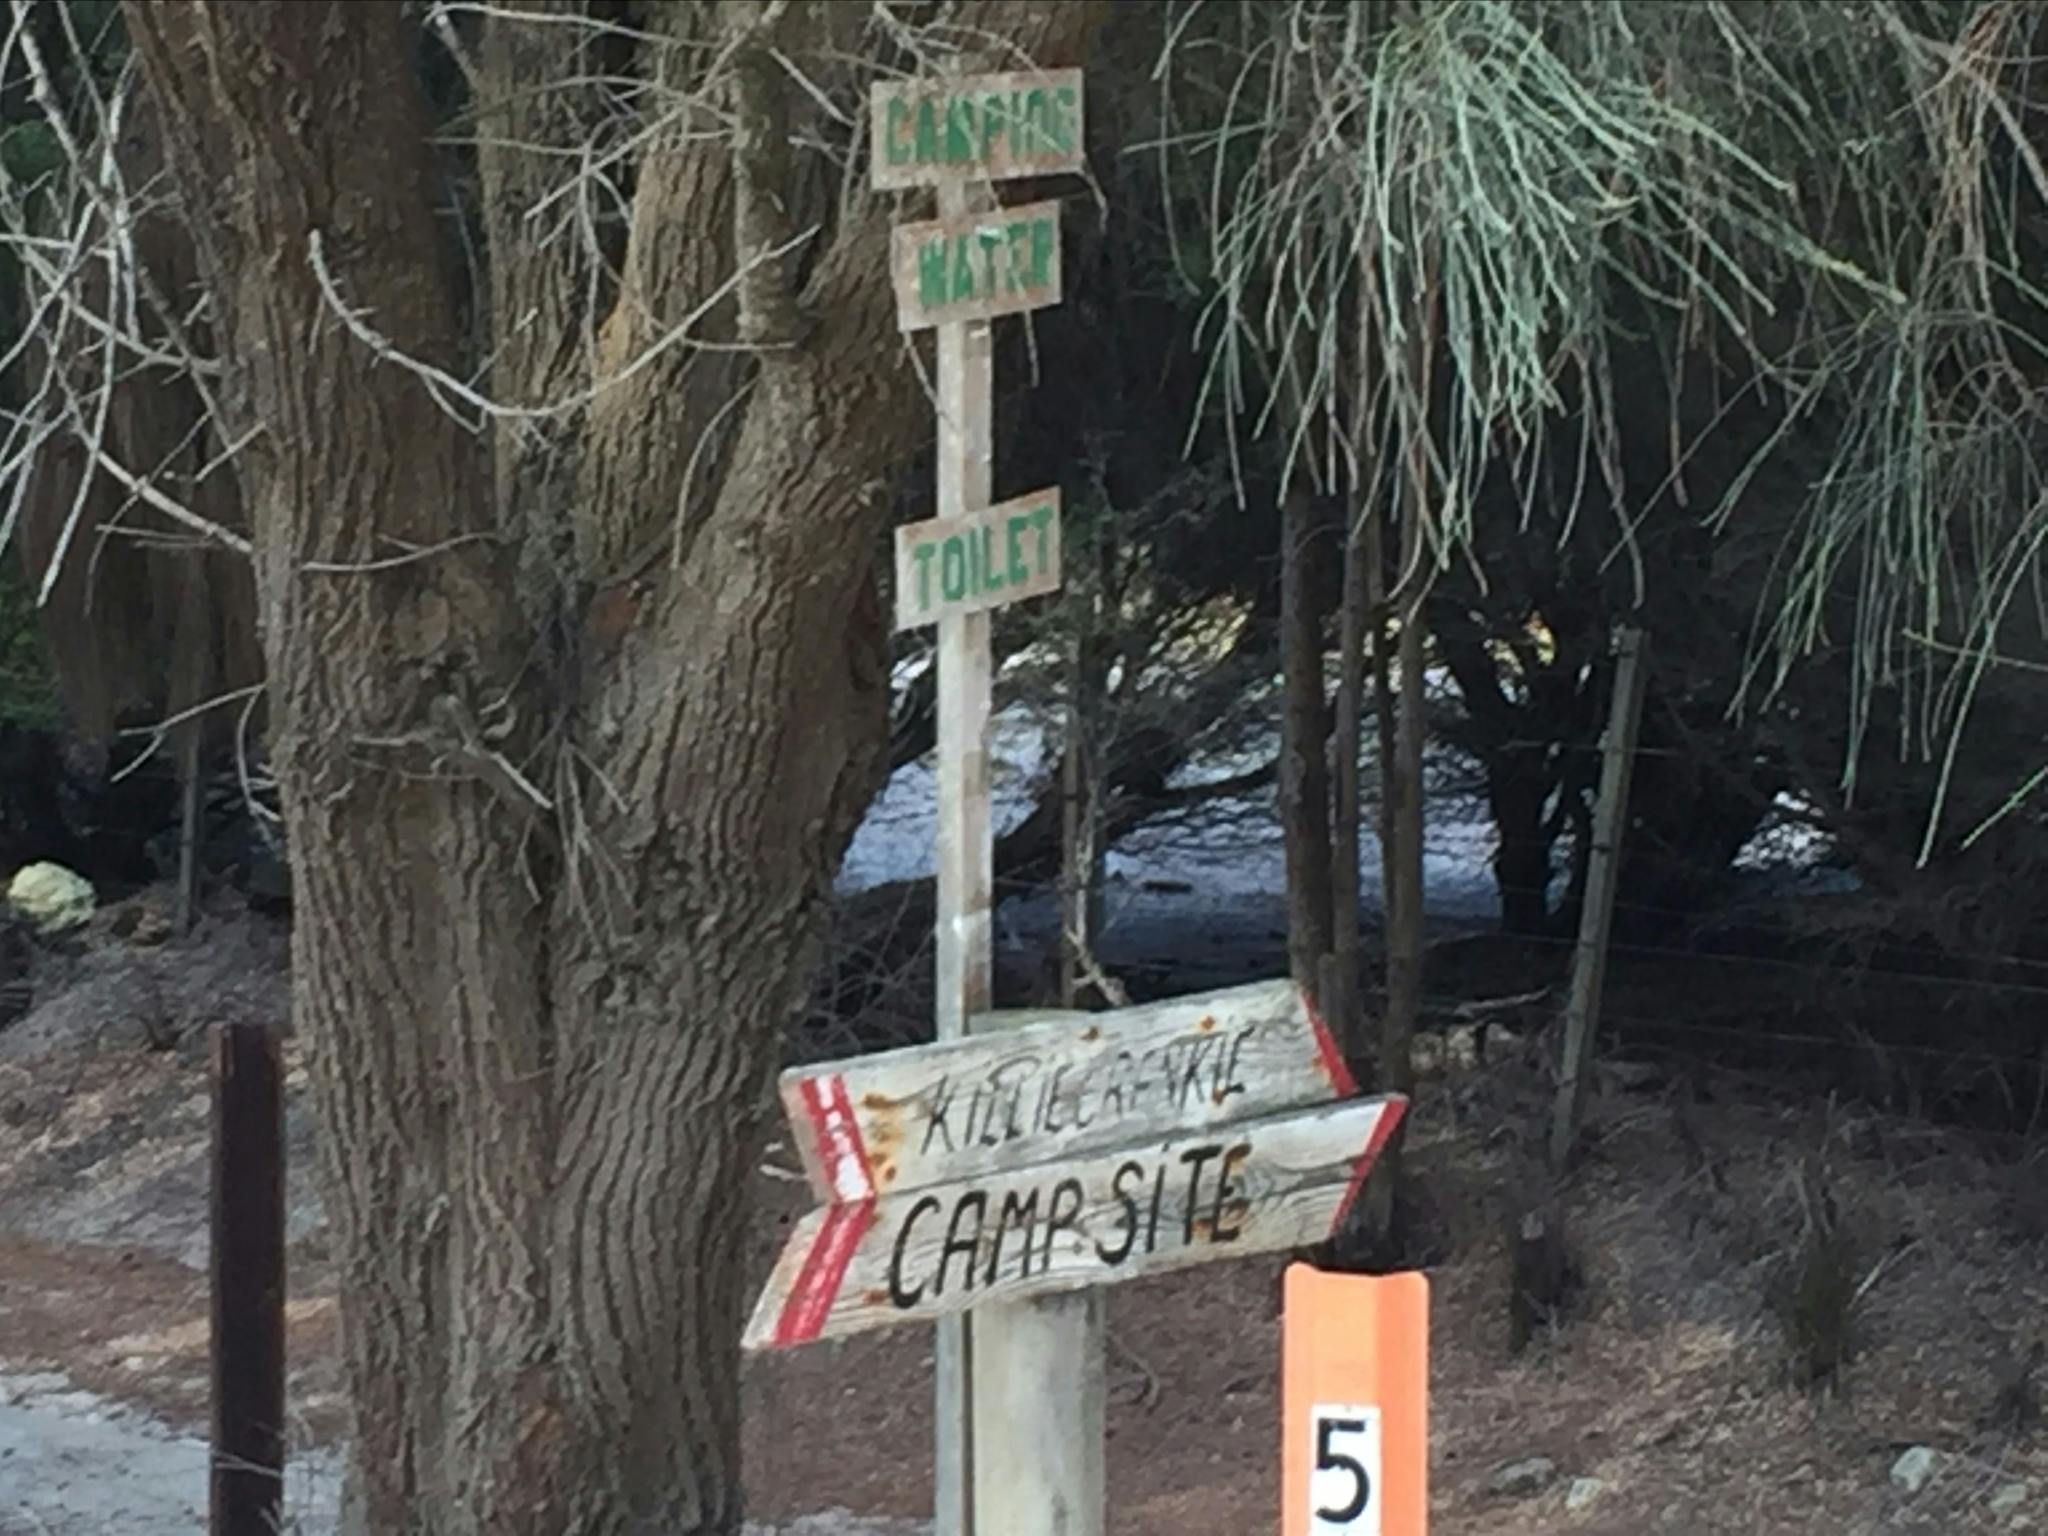 CAMPING
WATER
TOILET
KILLIECRANKIE
CAMP SiTE
5